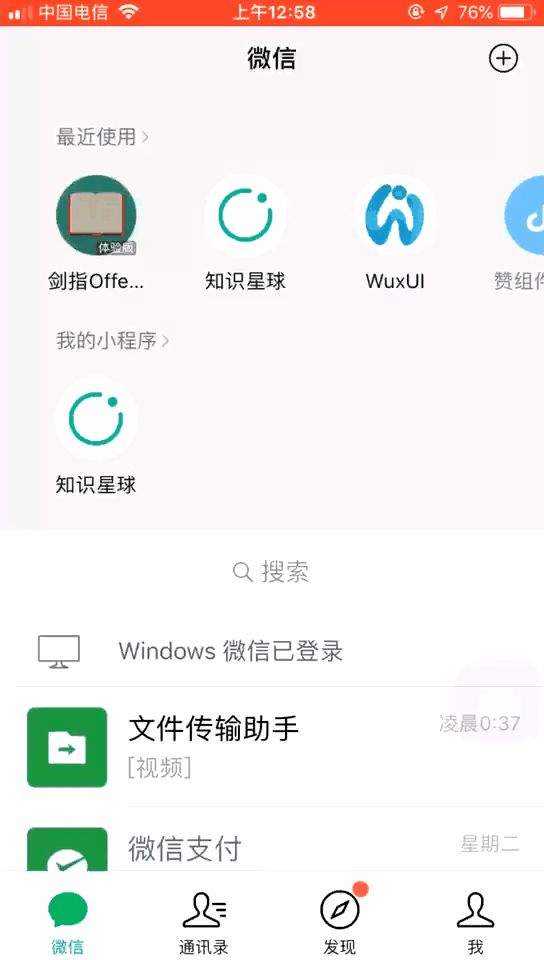 中国电信 上午12:58 76%
微信
最近使用
体验版
剑指Offe... 知识星球 WuxUI 赞组件
我的小程序
知识星球
搜索
Windows 微信已登录
文件传输助手 凌晨0:37
[视频]
微信支付 星期二
微信 通讯录 发现 我